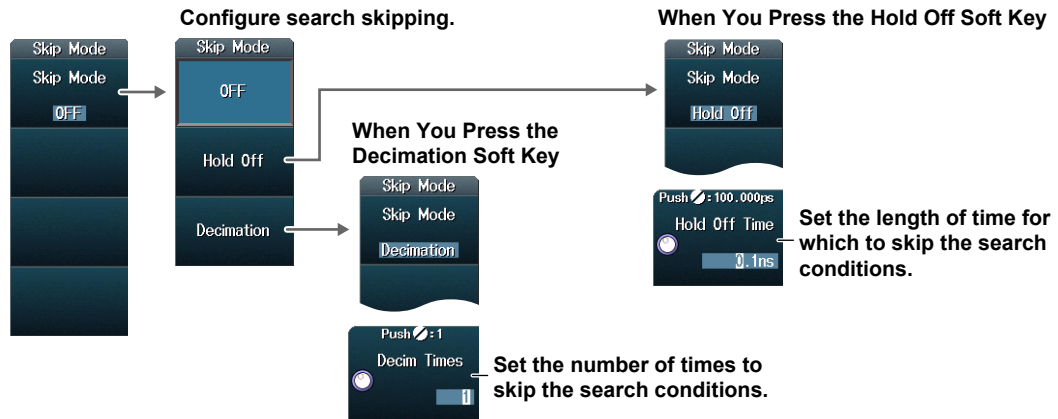 Configure search skipping.
When You Press the Hold Off Soft Key
Skip Mode
Skip Mode
OFF
Skip Mode
OFF
Hold Off
Decimation
When You Press the
Decimation Soft Key
Skip Mode
Skip Mode
Decimation
Push :1
Decim Times
1
Set the number of times to
skip the search conditions.
Skip Mode
Skip Mode
Hold Off
Push :100.000ps
Hold Off Time
0.1ns
Set the length of time for
which to skip the search
conditions.